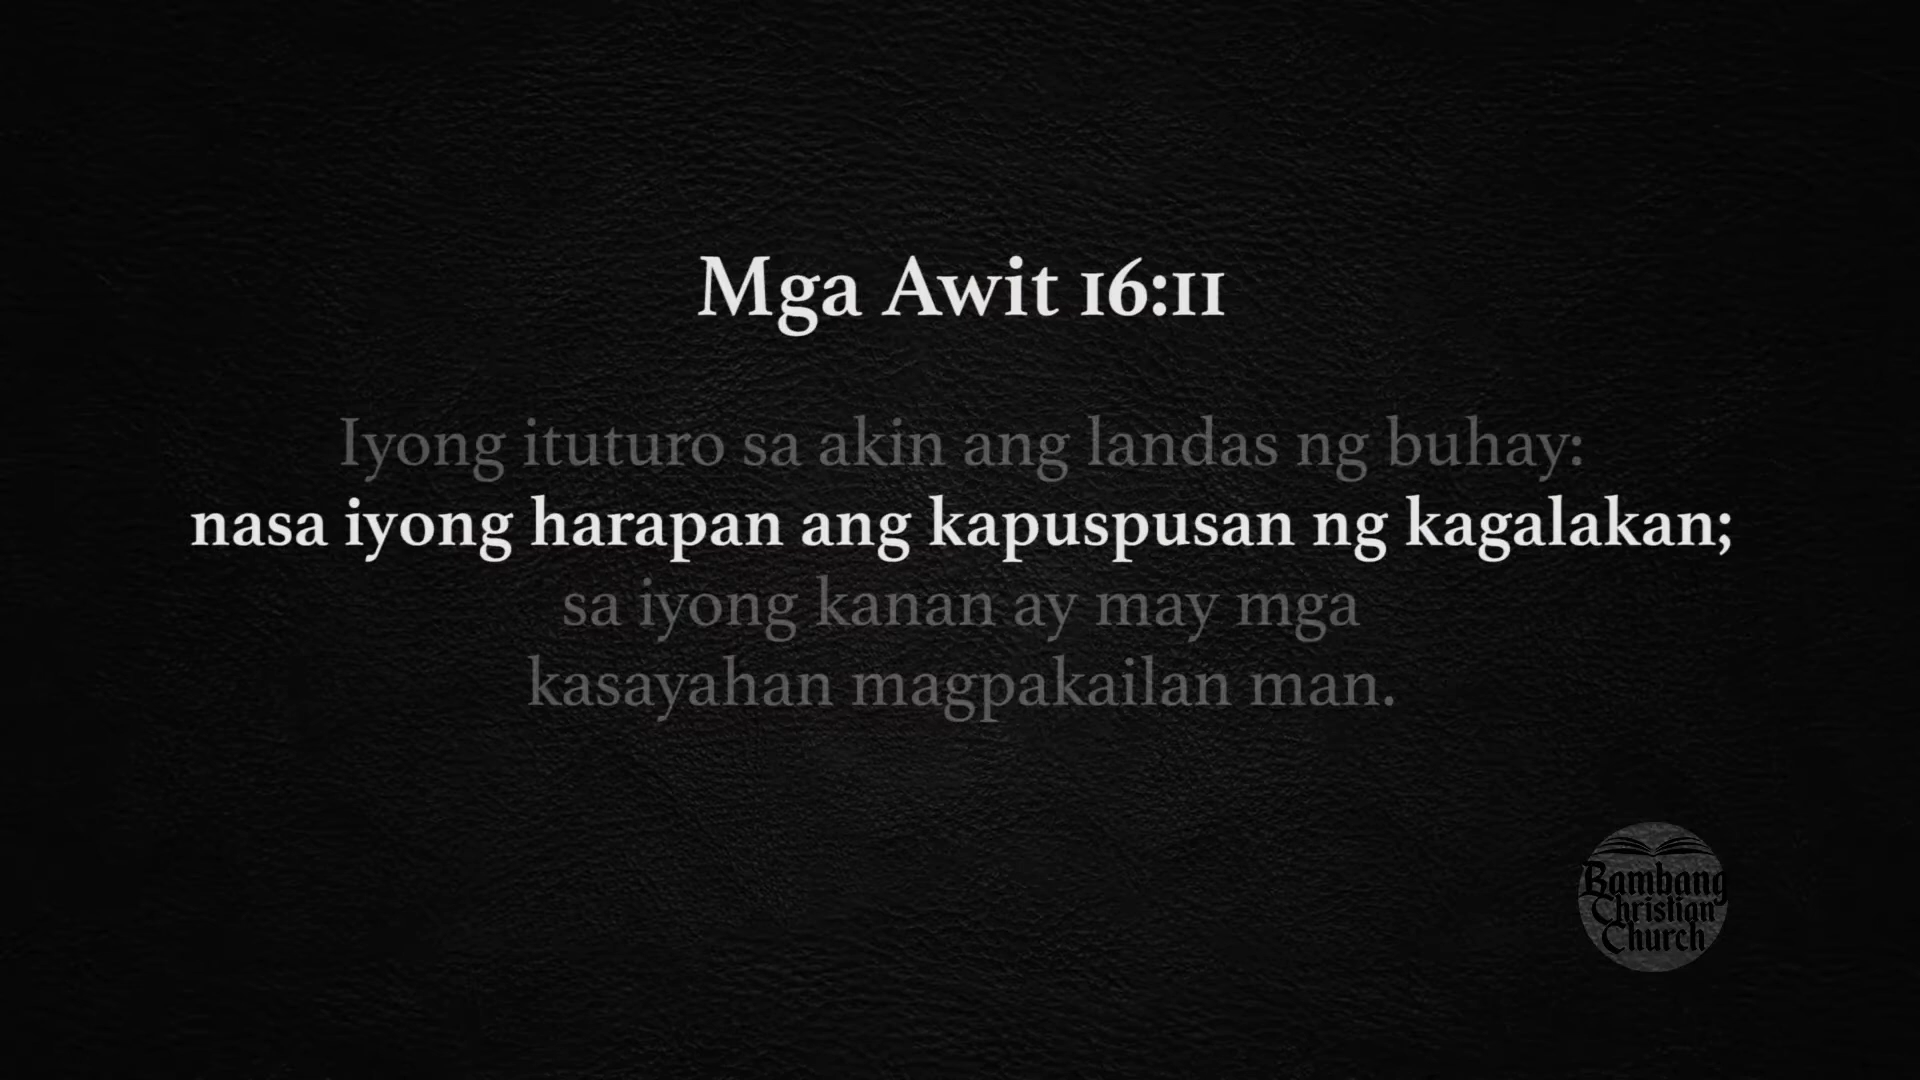 Mga Awit 16:11
Iyong ituturo sa akin ang landas ng buhay:
nasa iyong harapan ang kapuspusan ng kagalakan;
sa iyong kanan ay may mga
kasayahan magpakailan man.
Bambang
Christian
Church